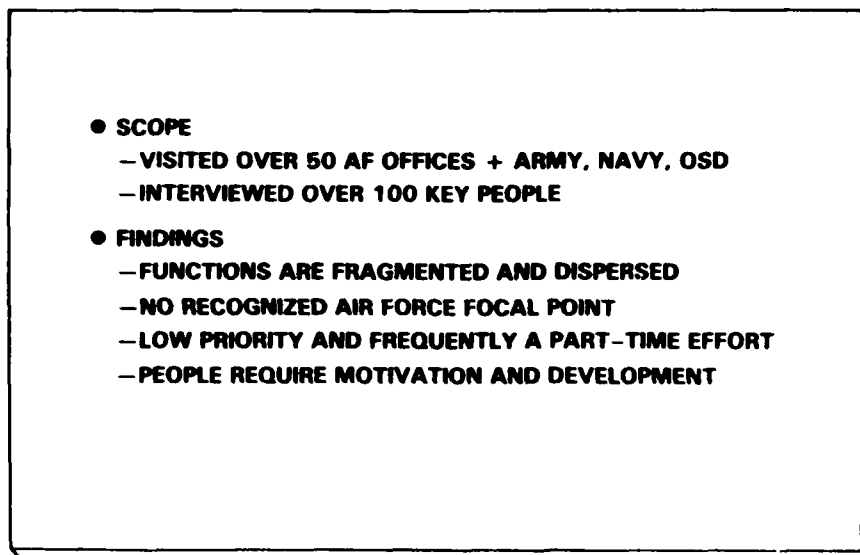 ● SCOPE
–VISITED OVER 50 AF OFFICES + ARMY, NAVY, OSD
–INTERVIEWED OVER 100 KEY PEOPLE
● FINDINGS
–FUNCTIONS ARE FRAGMENTED AND DISPERSED
–NO RECOGNIZED AIR FORCE FOCAL POINT
–LOW PRIORITY AND FREQUENTLY A PART–TIME EFFORT
–PEOPLE REQUIRE MOTIVATION AND DEVELOPMENT